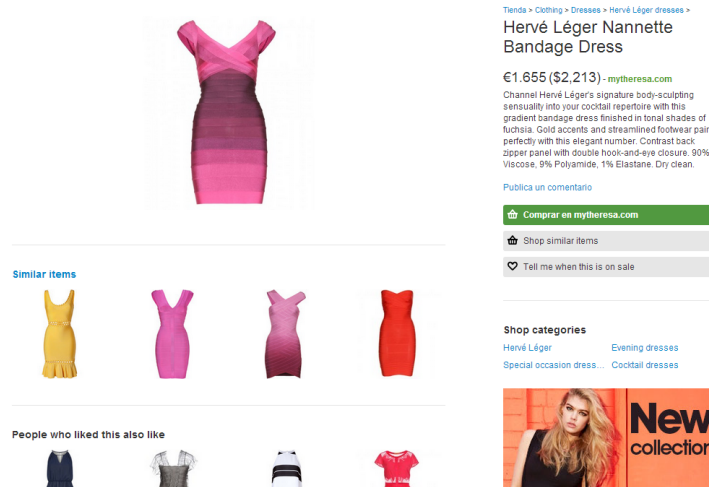 Tienda > Clothing > Dresses > Hervé Léger dresses >
Hervé Léger Nannette
Bandage Dress
€1.655 ($2,213) - mytheresa.com
Channel Hervé Léger's signature body-sculpting
sensuality into your cocktail repertoire with this
gradient bandage dress finished in tonal shades of
fuchsia. Gold accents and streamlined footwear pair
perfectly with this elegant number. Contrast back
zipper panel with double hook-and-eye closure. 90%
Viscose, 9% Polyamide, 1% Elastane. Dry clean.
Publica un comentario
Comprar en mytheresa.com
Shop similar items
Tell me when this is on sale
Similar items
Shop categories
Hervé Léger Evening dresses
Special occasion dress... Cocktail dresses
People who liked this also like
New
collection